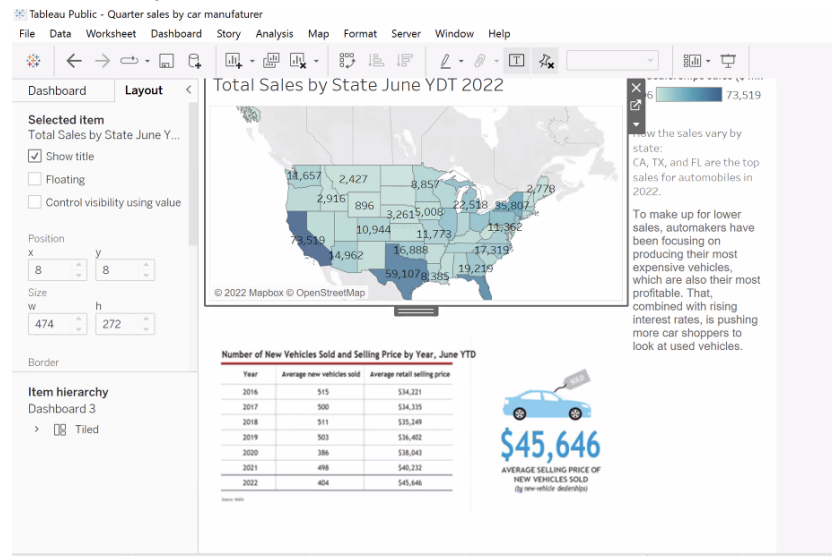 Tableau Public - Quarter sales by car manufaturer
File Data Worksheet Dashboard Story Analysis Map Format Server Window Help
T
Dashboard
Layout
Selected item
Total Sales by State June Y...
Show title
Floating
Control visibility using value
Position
x
y
8
8
Size
w
h
474
272
Border
Item hierarchy
Dashboard 3
Tiled
Total Sales by State June YDT 2022
11,657
2,427
8,857
2,778
2,916
896
3,261
5,008
22,518
35,807
10,944
11,773
11,362
73,519
14,962
16,888
17,319
59,107
8,385
19,219
© 2022 Mapbox © OpenStreetMap
6
73,519
How the sales vary by
state:
CA, TX, and FL are the top
sales for automobiles in
2022.
To make up for lower
sales, automakers have
been focusing on
producing their most
expensive vehicles,
which are also their most
profitable. That,
combined with rising
interest rates, is pushing
more car shoppers to
look at used vehicles.
Number of New Vehicles Sold and Selling Price by Year, June YTD
Year Average new vehicles sold Average retail selling price
2016 515 $34,221
2017 500 $34,335
2018 511 $35,249
2019 503 $36,402
2020 386 $38,043
2021 498 $40,232
2022 404 $45,646
SOLD
$45,646
AVERAGE SELLING PRICE OF
NEW VEHICLES SOLD
(by new-vehicle dealerships)